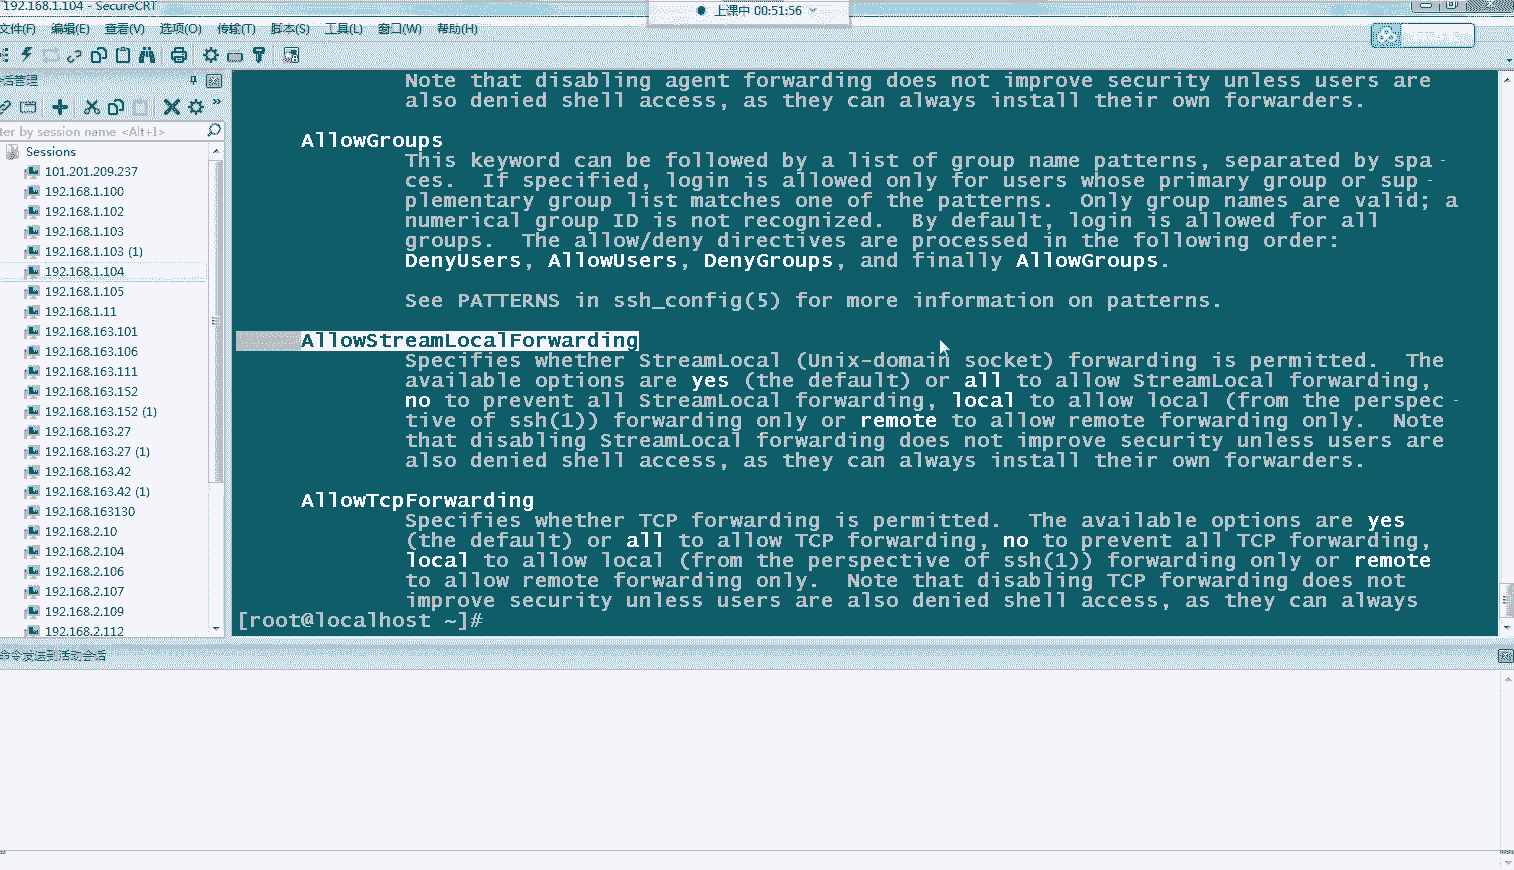 192.168.1.104 - SecureCRT
上课中 00:51:56
文件(F) 编辑(E) 查看(V) 选项(O) 传输(T) 脚本(S) 工具(L) 窗口(W) 帮助(H)
话管理
ter by session name <Alt+I>
Sessions
101.201.209.237
192.168.1.100
192.168.1.102
192.168.1.103
192.168.1.103 (1)
192.168.1.104
192.168.1.105
192.168.1.11
192.168.163.101
192.168.163.106
192.168.163.111
192.168.163.152
192.168.163.152 (1)
192.168.163.27
192.168.163.27 (1)
192.168.163.42
192.168.163.42 (1)
192.168.163130
192.168.2.10
192.168.2.104
192.168.2.106
192.168.2.107
192.168.2.109
192.168.2.112
Note that disabling agent forwarding does not improve security unless users are
also denied shell access, as they can always install their own forwarders.
AllowGroups
This keyword can be followed by a list of group name patterns, separated by spa-
ces.  If specified, login is allowed only for users whose primary group or sup-
plementary group list matches one of the patterns.  Only group names are valid; a
numerical group ID is not recognized.  By default, login is allowed for all
groups.  The allow/deny directives are processed in the following order:
DenyUsers, AllowUsers, DenyGroups, and finally AllowGroups.
See PATTERNS in ssh_config(5) for more information on patterns.
AllowStreamLocalForwarding
Specifies whether StreamLocal (Unix-domain socket) forwarding is permitted.  The
available options are yes (the default) or all to allow StreamLocal forwarding,
no to prevent all StreamLocal forwarding, local to allow local (from the perspec-
tive of ssh(1)) forwarding only or remote to allow remote forwarding only.  Note
that disabling StreamLocal forwarding does not improve security unless users are
also denied shell access, as they can always install their own forwarders.
AllowTcpForwarding
Specifies whether TCP forwarding is permitted.  The available options are yes
(the default) or all to allow TCP forwarding, no to prevent all TCP forwarding,
local to allow local (from the perspective of ssh(1)) forwarding only or remote
to allow remote forwarding only.  Note that disabling TCP forwarding does not
improve security unless users are also denied shell access, as they can always
[root@localhost ~]#
命令发送到活动会话